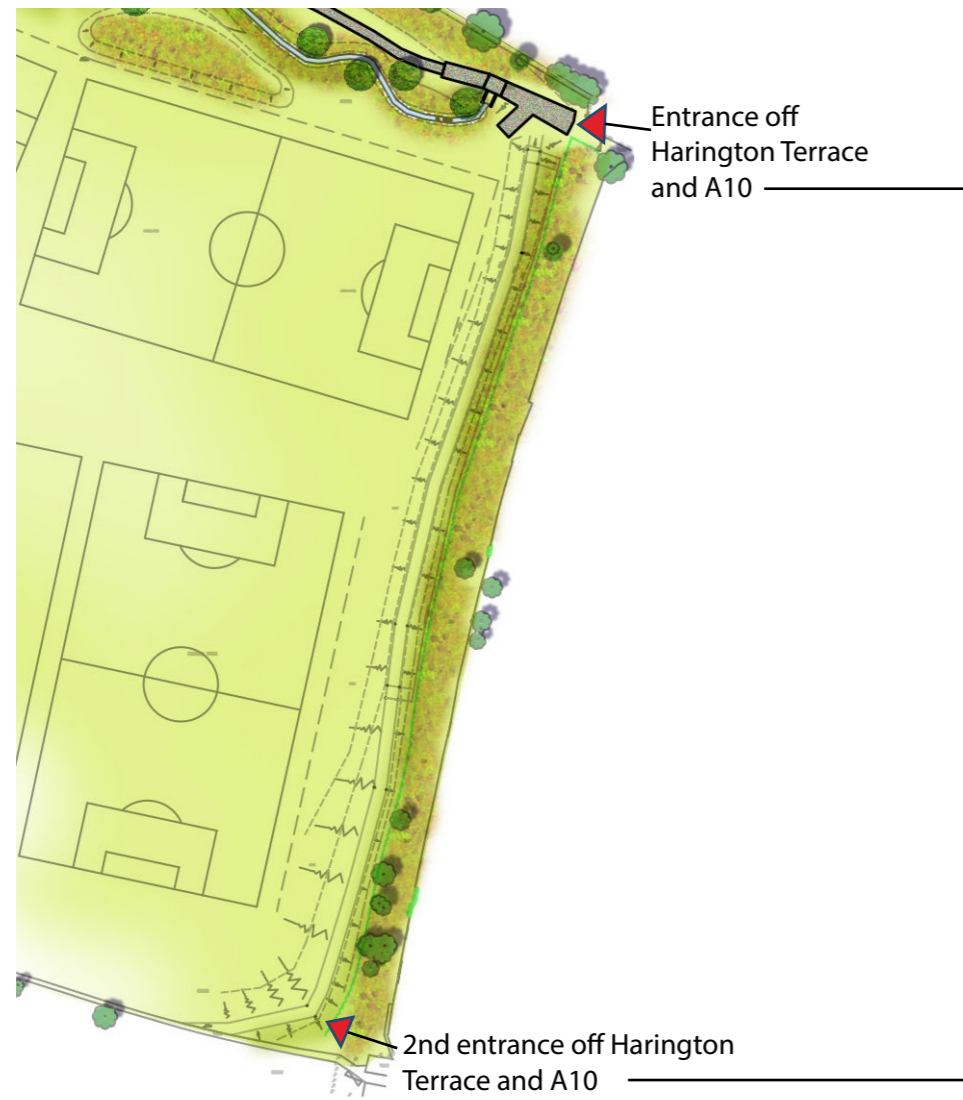 Entrance off
Harington Terrace
and A10
2nd entrance off Harington
Terrace and A10